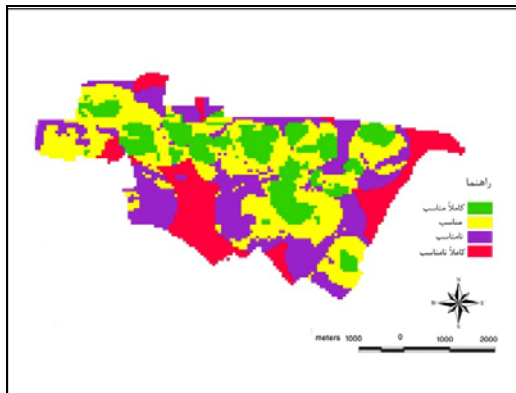 راهنما
کاملاً مناسب
مناسب
نامناسب
کاملاً نامناسب
N
W E
S
meters 1000 0 1000 2000